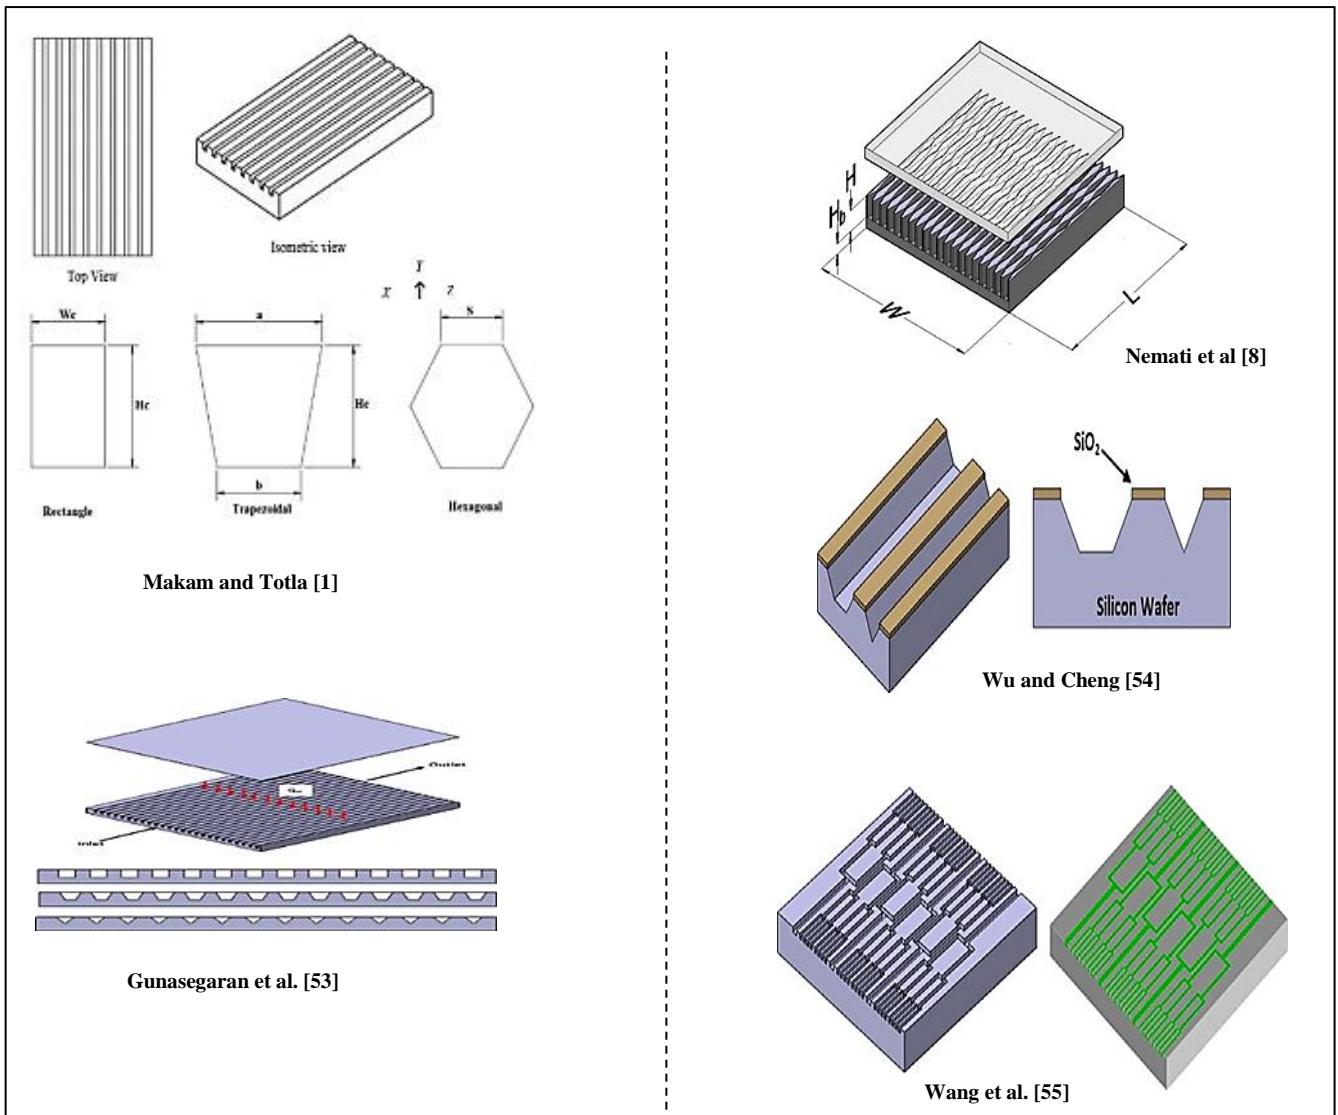 Top View
Isometric view
Y
X
Z
Wc
Hc
Rectangle
a
Hc
b
Trapezoidal
S
Hexagonal
Makam and Totla [1]
Outlet
Inlet
Gunasegaran et al. [53]
H
Hb
W
L
Nemati et al [8]
SiO2
Silicon Wafer
Wu and Cheng [54]
Wang et al. [55]